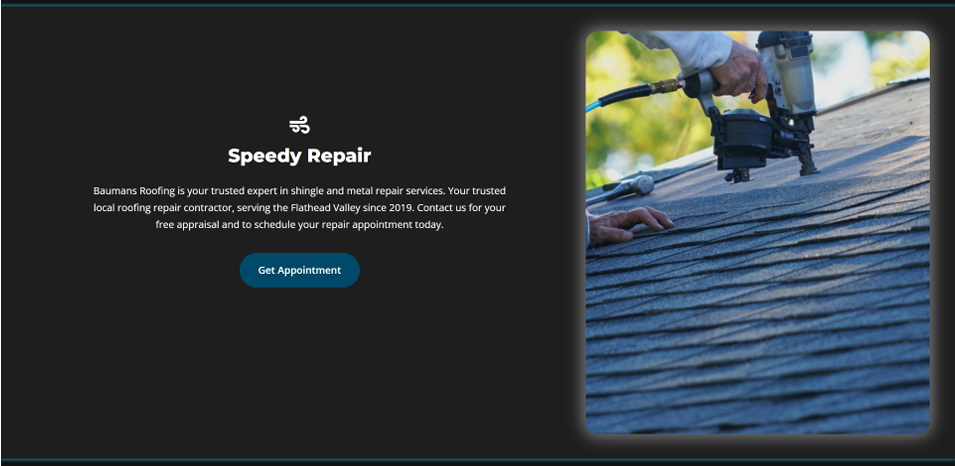 Speedy Repair
Baumans Roofing is your trusted expert in shingle and metal repair services. Your trusted
local roofing repair contractor, serving the Flathead Valley since 2019. Contact us for your
free appraisal and to schedule your repair appointment today.
Get Appointment